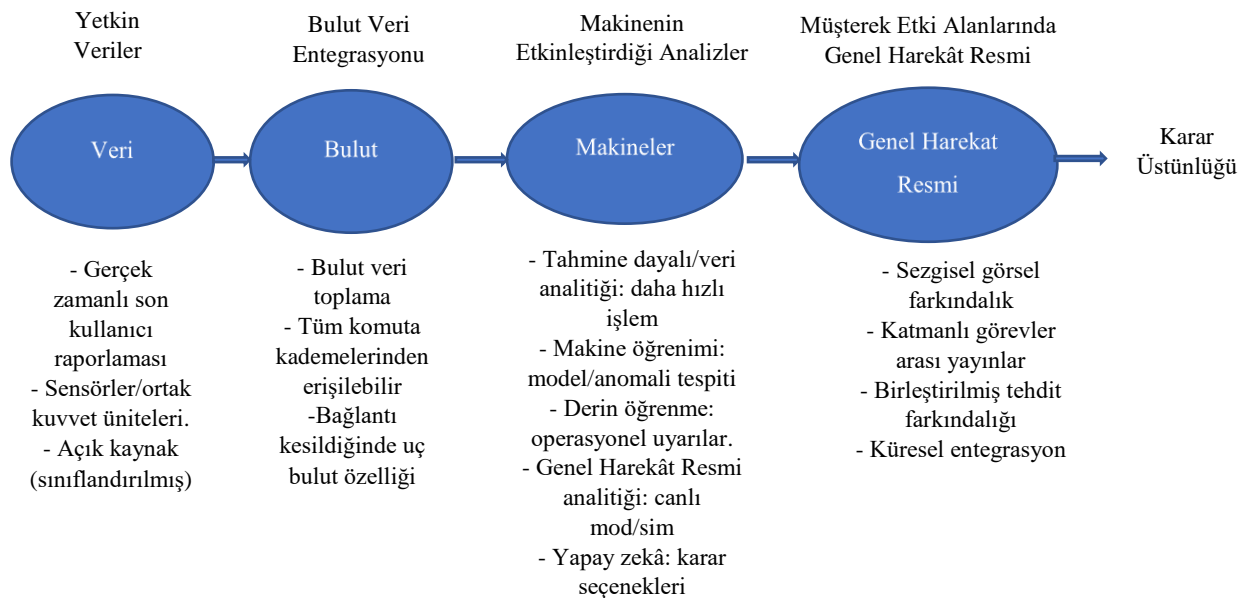 Yetkin
Veriler
Bulut Veri
Entegrasyonu
Makinenin
Etkinleştirdiği Analizler
Müşterek Etki Alanlarında
Genel Harekât Resmi
Veri
Bulut
Makineler
Genel Harekat
Resmi
Karar
Üstünlüğü
- Gerçek
zamanlı son
kullanıcı
raporlaması
- Sensörler/ortak
kuvvet üniteleri.
- Açık kaynak
(sınıflandırılmış)
- Bulut veri
toplama
- Tüm komuta
kademelerinden
erişilebilir
-Bağlantı
kesildiğinde uç
bulut özelliği
- Tahmine dayalı/veri
analitiği: daha hızlı
işlem
- Makine öğrenimi:
model/anomali tespiti
- Derin öğrenme:
operasyonel uyarılar.
- Genel Harekât Resmi
analitiği: canlı
mod/sim
- Yapay zekâ: karar
seçenekleri
- Sezgisel görsel
farkındalık
- Katmanlı görevler
arası yayınlar
- Birleştirilmiş tehdit
farkındalığı
- Küresel entegrasyon